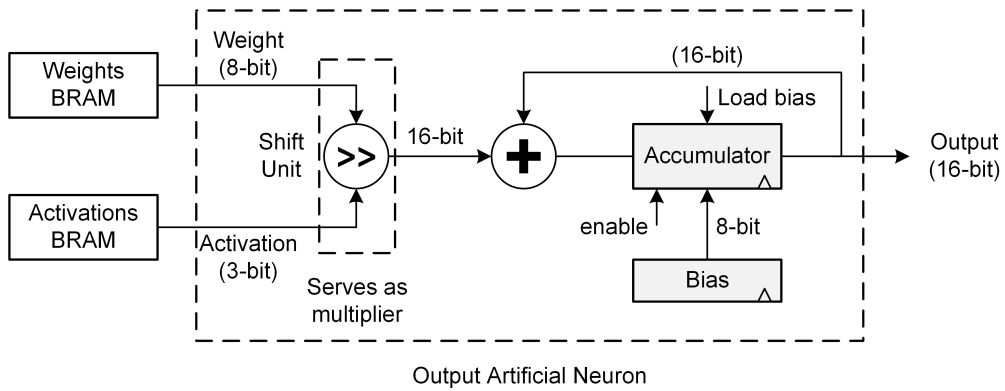 Weights
BRAM
Weight
(8-bit)
Shift
Unit
>>
16-bit
+
(16-bit)
Load bias
Accumulator
Output
(16-bit)
enable
8-bit
Bias
Activations
BRAM
Activation
(3-bit)
Serves as
multiplier
Output Artificial Neuron